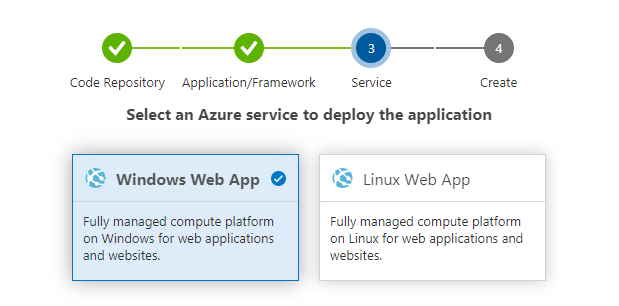 3
4
Code Repository
Application/Framework
Service
Create
Select an Azure service to deploy the application
Windows Web App
Fully managed compute platform
on Windows for web applications
and websites.
Linux Web App
Fully managed compute platform
on Linux for web applications and
websites.